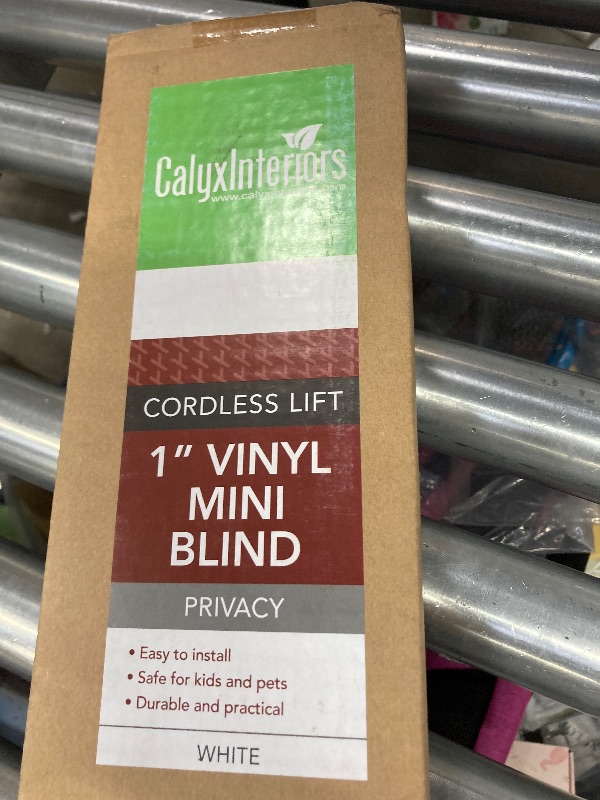 CalyxInteriors
CORDLESS LIFT
1" VINYL
MINI
BLIND
PRIVACY
• Easy to install
• Safe for kids and pets
• Durable and practical
WHITE